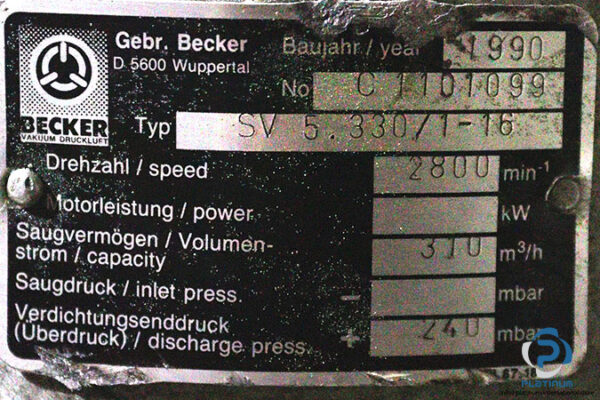 Gebr. Becker
D 5600 Wuppertal
Baujahr / year 1990
No C 1101099
BECKER
VAKUUM DRUCKLUFT
Typ SV 5.330/1-16
Drehzahl / speed 2800 min-1
Motorleistung / power kW
Saugvermögen / Volumen-
strom / capacity 310 m³/h
Saugdruck / inlet press. – mbar
Verdichtungsenddruck
(Überdruck) / discharge press. + 240 mbar
PLATINUM